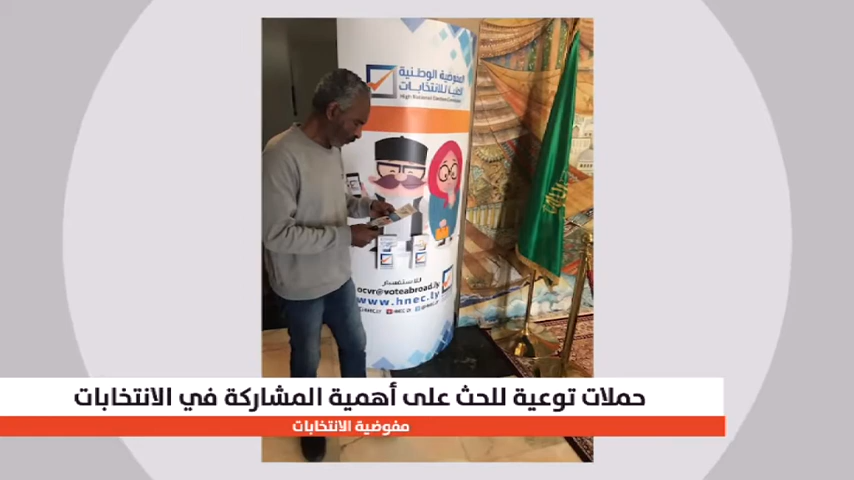 المفوضية الوطنية
العليا للانتخابات
High National Elections Commission
للاستفسار
ocvr@voteabroad.ly
www.hnec.ly
حملات توعية للحث على أهمية المشاركة في الانتخابات
مفوضية الانتخابات